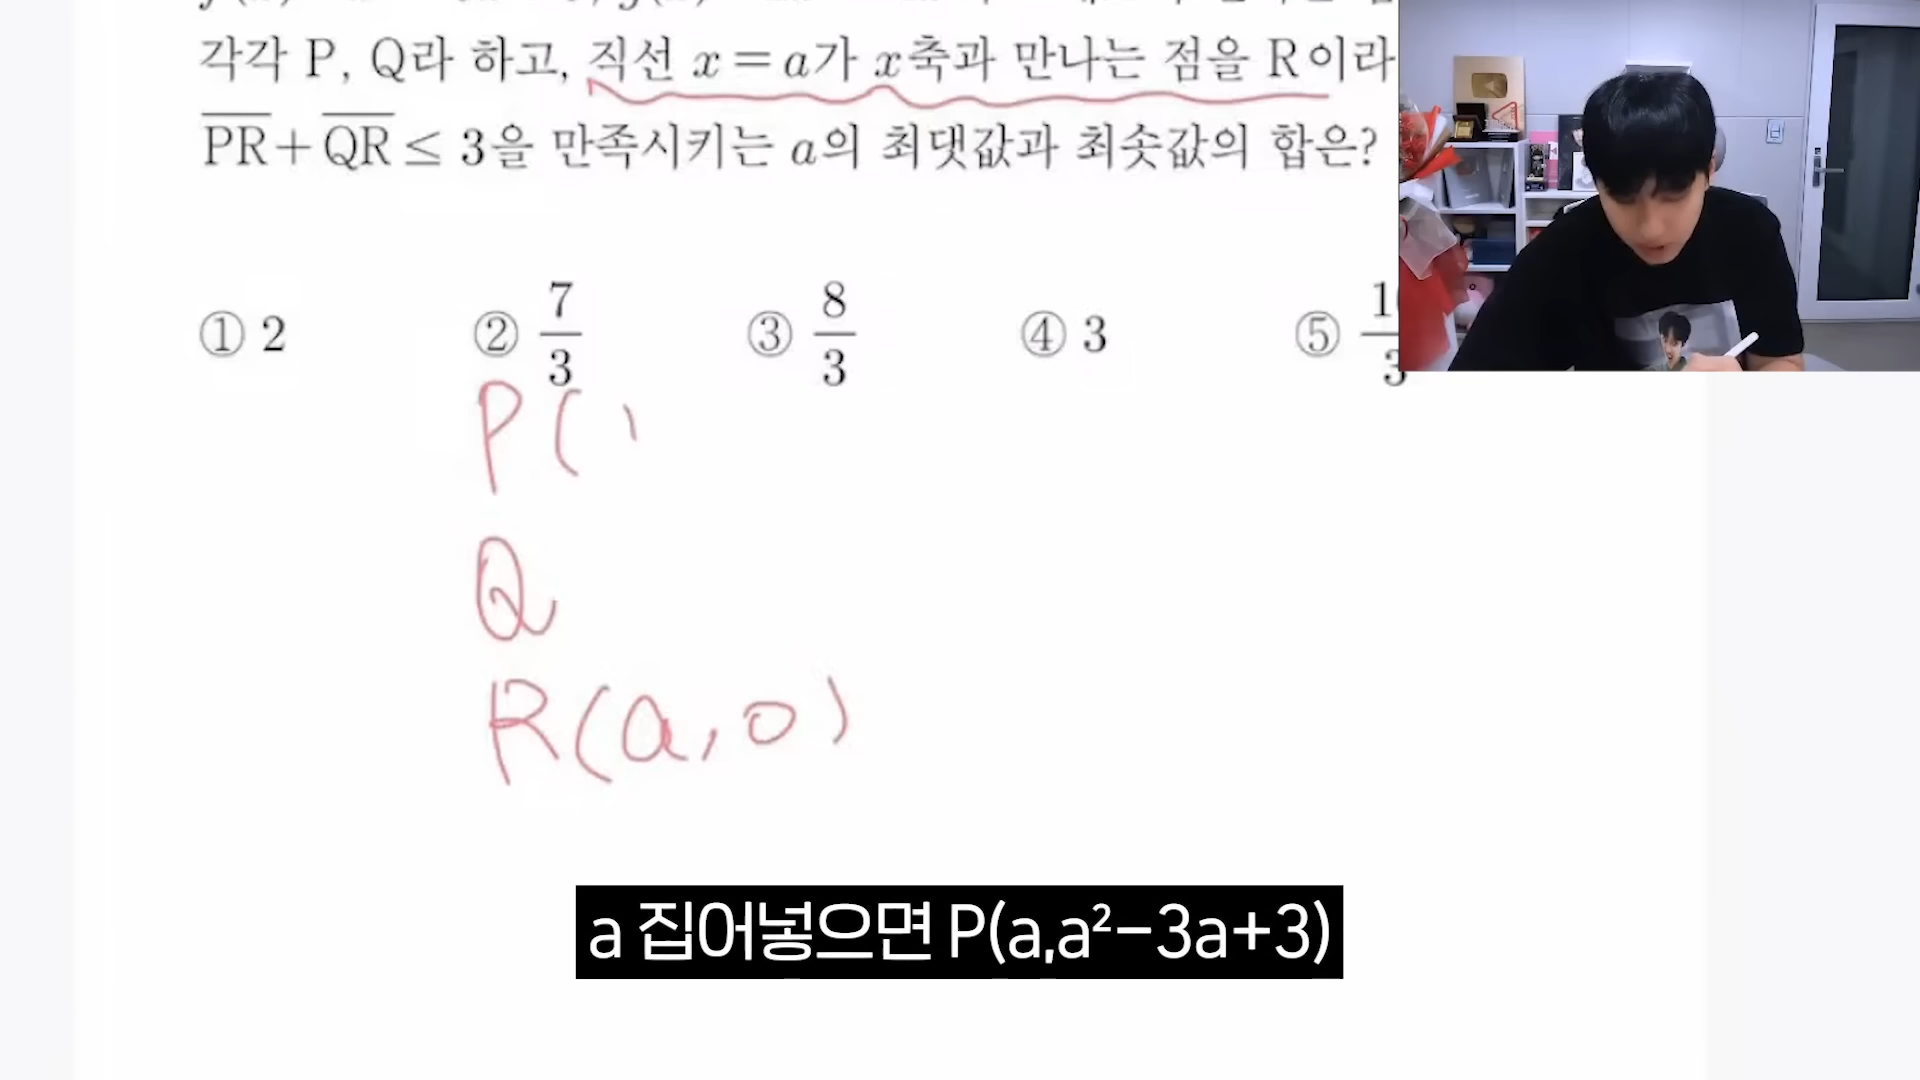 각각 P, Q라 하고, 직선 x = a가 x축과 만나는 점을 R이라
PR + QR ≤ 3을 만족시키는 a의 최댓값과 최솟값의 합은?
① 2 ② 7/3 ③ 8/3 ④ 3 ⑤
P(
Q
R(a, 0)
a 집어넣으면 P(a,a²−3a+3)